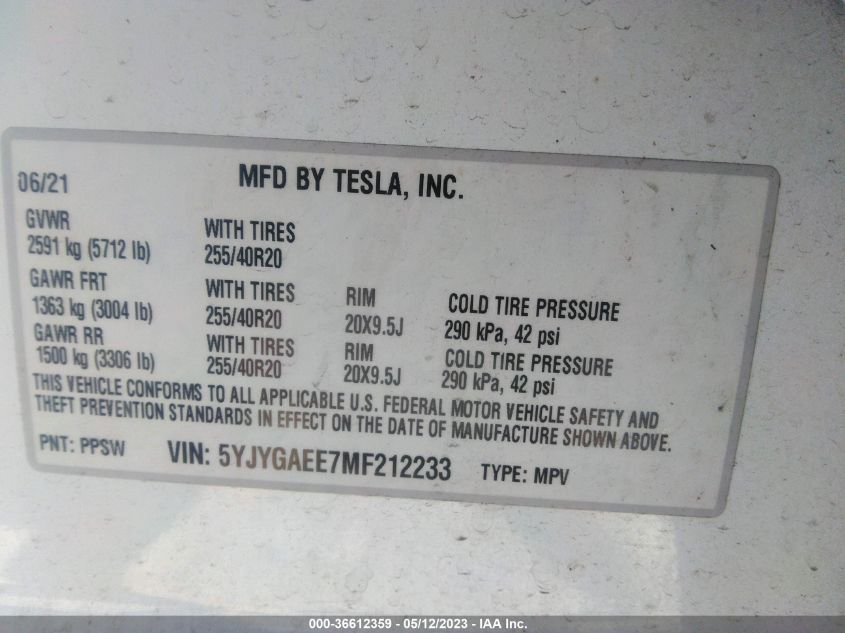 06/21 MFD BY TESLA, INC.
GVWR
2591 kg (5712 lb)
WITH TIRES
255/40R20
GAWR FRT
1363 kg (3004 lb)
WITH TIRES
255/40R20
RIM
20X9.5J
COLD TIRE PRESSURE
290 kPa, 42 psi
GAWR RR
1500 kg (3306 lb)
WITH TIRES
255/40R20
RIM
20X9.5J
COLD TIRE PRESSURE
290 kPa, 42 psi
THIS VEHICLE CONFORMS TO ALL APPLICABLE U.S. FEDERAL MOTOR VEHICLE SAFETY AND
THEFT PREVENTION STANDARDS IN EFFECT ON THE DATE OF MANUFACTURE SHOWN ABOVE.
PNT: PPSW VIN: 5YJYGAEE7MF212233 TYPE: MPV
000-36612359 - 05/12/2023 - IAA Inc.